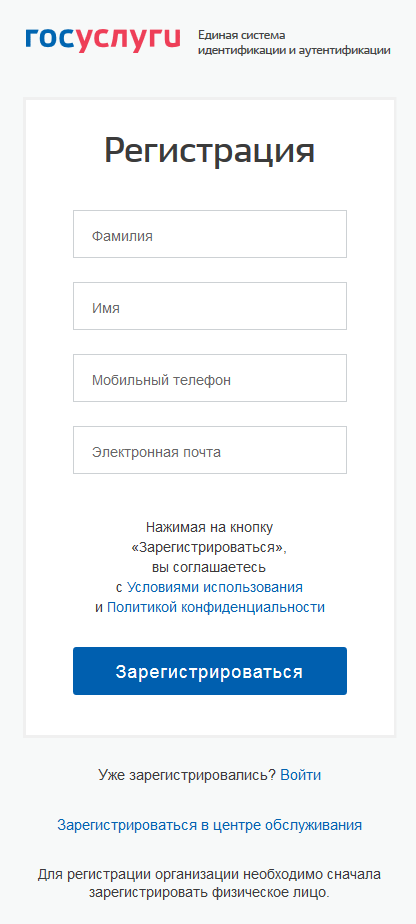 госуслуги
Единая система
идентификации и аутентификации
Регистрация
Фамилия
Имя
Мобильный телефон
Электронная почта
Нажимая на кнопку
«Зарегистрироваться»,
вы соглашаетесь
с Условиями использования
и Политикой конфиденциальности
Зарегистрироваться
Уже зарегистрировались? Войти
Зарегистрироваться в центре обслуживания
Для регистрации организации необходимо сначала
зарегистрировать физическое лицо.